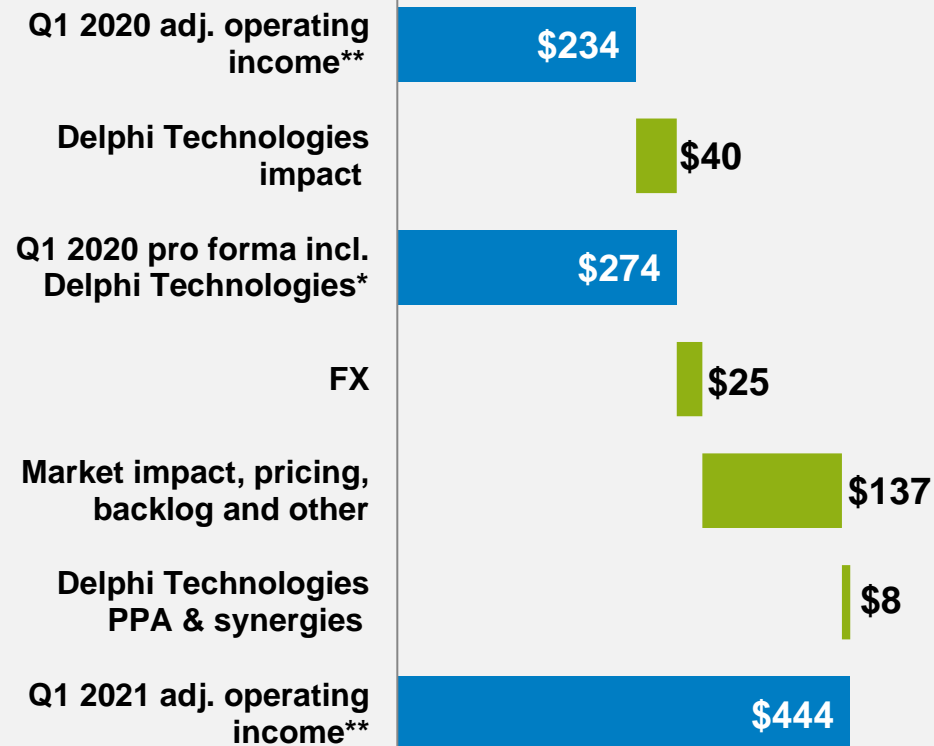 Q1 2020 adj. operating
income**
$234
Delphi Technologies
impact
$40
Q1 2020 pro forma incl.
Delphi Technologies*
$274
FX
$25
Market impact, pricing,
backlog and other
$137
Delphi Technologies
PPA & synergies
$8
Q1 2021 adj. operating
income**
$444